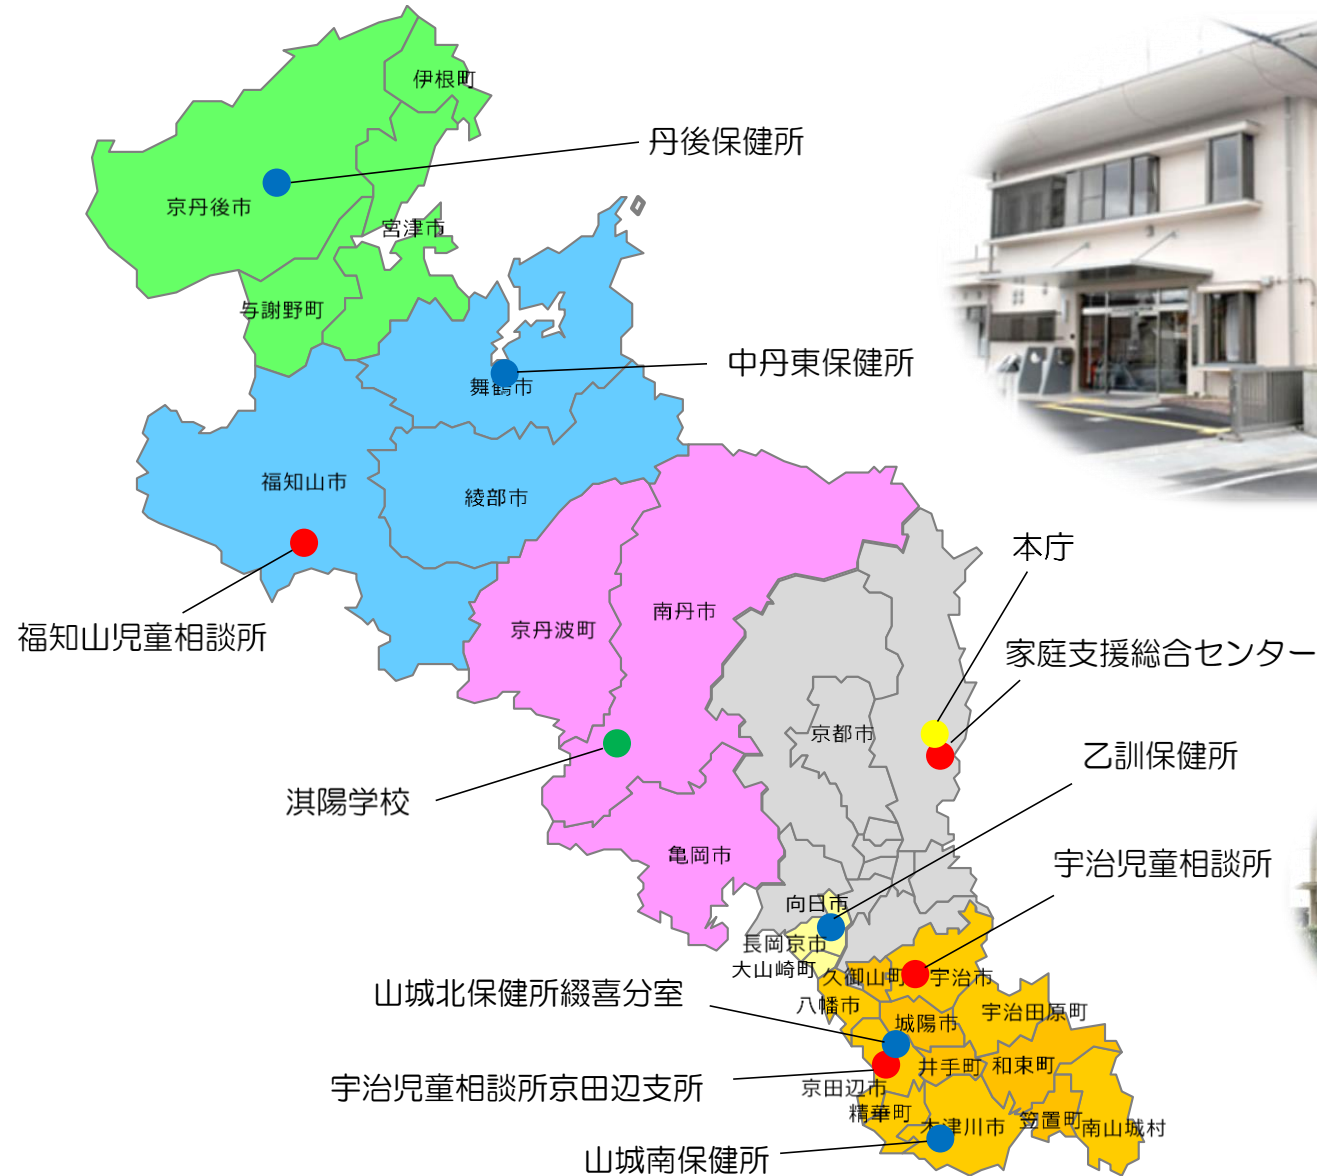 伊根町
丹後保健所
京丹後市
宮津市
与謝野町
中丹東保健所
舞鶴市
福知山市
綾部市
本庁
南丹市
京丹波町
福知山児童相談所
家庭支援総合センター
京都市
乙訓保健所
淇陽学校
亀岡市
宇治児童相談所
向日市
長岡京市
大山崎町
久御山町
宇治市
山城北保健所綴喜分室
八幡市
宇治田原町
城陽市
井手町
和束町
宇治児童相談所京田辺支所
京田辺市
精華町
木津川市
笠置町
南山城村
山城南保健所